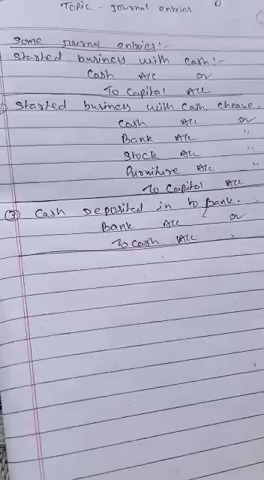 Topic - Journal entries
Some Journal entries:-
Started business with cash:-
Cash A/c Dr
To Capital A/c
Started business with cash, cheque,
Cash A/c Dr
Bank A/c "
Stock A/c "
Furniture A/c "
To Capital A/c
(3) Cash Deposited in to Bank.
Bank A/c Dr
To Cash A/c